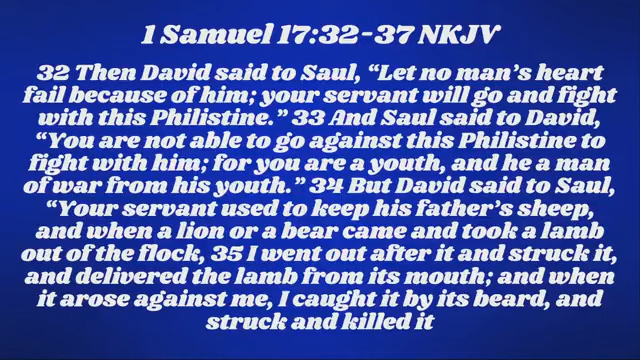 1 Samuel 17:32-37 NKJV
32 Then David said to Saul, “Let no man’s heart
fail because of him; your servant will go and fight
with this Philistine.” 33 And Saul said to David,
“You are not able to go against this Philistine to
fight with him; for you are a youth, and he a man
of war from his youth.” 34 But David said to Saul,
“Your servant used to keep his father’s sheep,
and when a lion or a bear came and took a lamb
out of the flock, 35 I went out after it and struck it,
and delivered the lamb from its mouth; and when
it arose against me, I caught it by its beard, and
struck and killed it